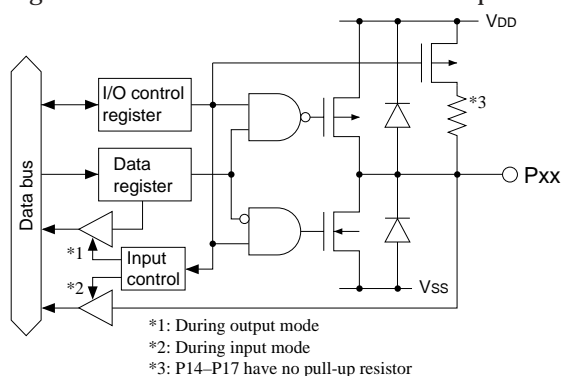 VDD
I/O control
register
*3
Data bus
Data
register
Pxx
*1
Input
control
*2
VSS
*1: During output mode
*2: During input mode
*3: P14–P17 have no pull-up resistor